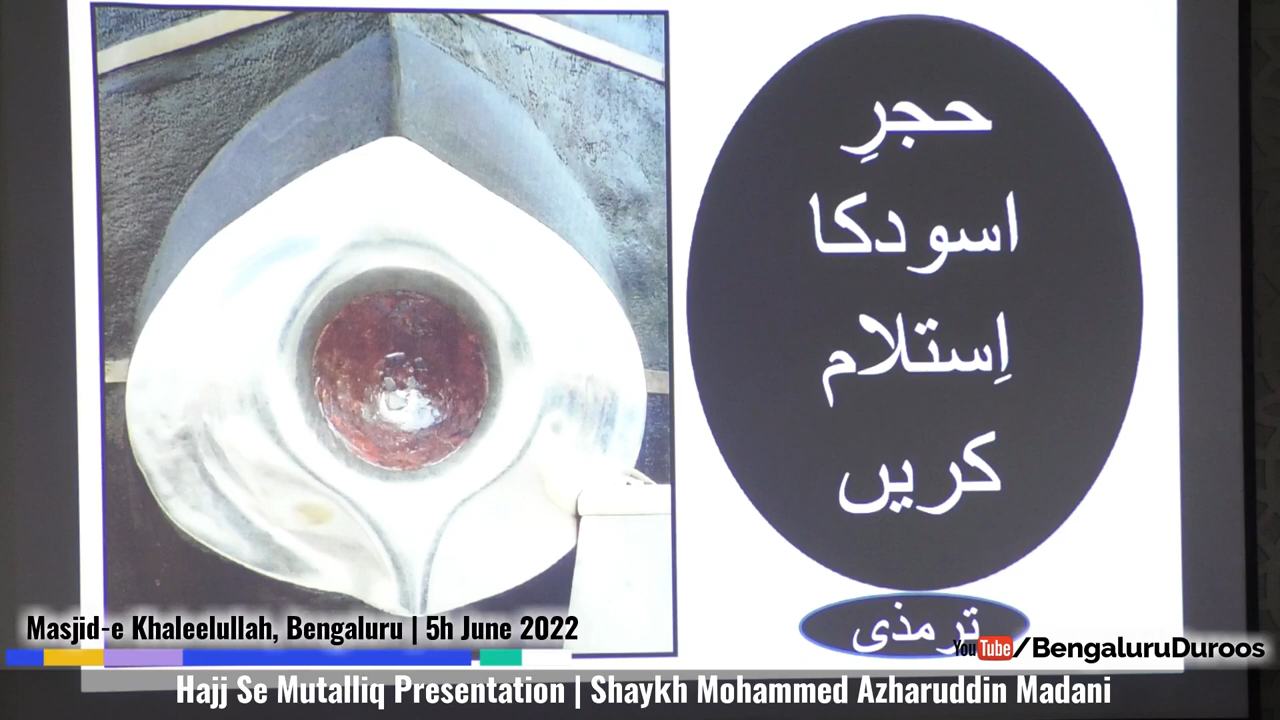 حجرِ
اسود کا
اِستلام
کریں
ترمذی
Masjid-e Khaleelullah, Bengaluru | 5h June 2022
YouTube/BengaluruDuroos
Hajj Se Mutalliq Presentation | Shaykh Mohammed Azharuddin Madani